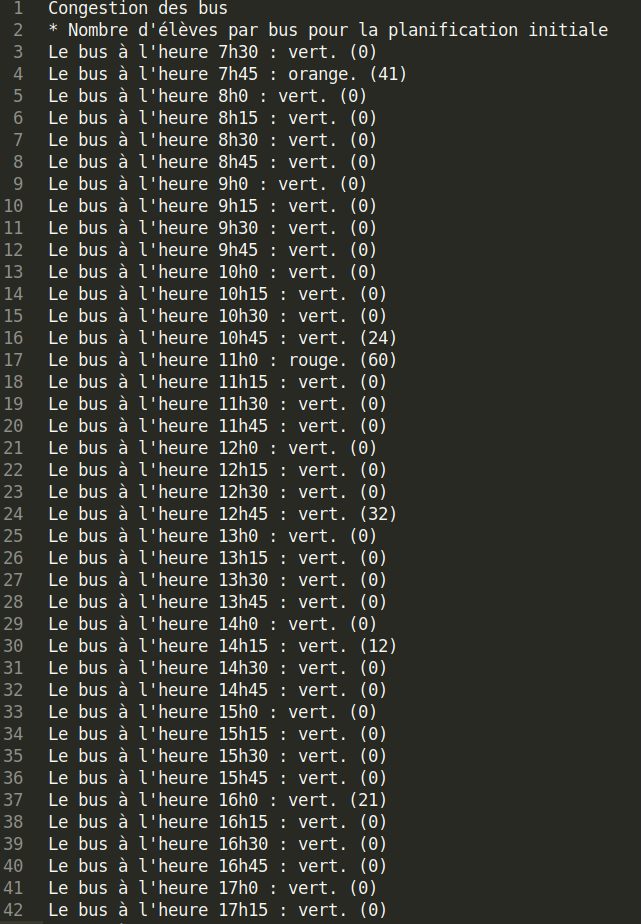 1 Congestion des bus
2 * Nombre d'élèves par bus pour la planification initiale
3 Le bus à l'heure 7h30 : vert. (0)
4 Le bus à l'heure 7h45 : orange. (41)
5 Le bus à l'heure 8h0 : vert. (0)
6 Le bus à l'heure 8h15 : vert. (0)
7 Le bus à l'heure 8h30 : vert. (0)
8 Le bus à l'heure 8h45 : vert. (0)
9 Le bus à l'heure 9h0 : vert. (0)
10 Le bus à l'heure 9h15 : vert. (0)
11 Le bus à l'heure 9h30 : vert. (0)
12 Le bus à l'heure 9h45 : vert. (0)
13 Le bus à l'heure 10h0 : vert. (0)
14 Le bus à l'heure 10h15 : vert. (0)
15 Le bus à l'heure 10h30 : vert. (0)
16 Le bus à l'heure 10h45 : vert. (24)
17 Le bus à l'heure 11h0 : rouge. (60)
18 Le bus à l'heure 11h15 : vert. (0)
19 Le bus à l'heure 11h30 : vert. (0)
20 Le bus à l'heure 11h45 : vert. (0)
21 Le bus à l'heure 12h0 : vert. (0)
22 Le bus à l'heure 12h15 : vert. (0)
23 Le bus à l'heure 12h30 : vert. (0)
24 Le bus à l'heure 12h45 : vert. (32)
25 Le bus à l'heure 13h0 : vert. (0)
26 Le bus à l'heure 13h15 : vert. (0)
27 Le bus à l'heure 13h30 : vert. (0)
28 Le bus à l'heure 13h45 : vert. (0)
29 Le bus à l'heure 14h0 : vert. (0)
30 Le bus à l'heure 14h15 : vert. (12)
31 Le bus à l'heure 14h30 : vert. (0)
32 Le bus à l'heure 14h45 : vert. (0)
33 Le bus à l'heure 15h0 : vert. (0)
34 Le bus à l'heure 15h15 : vert. (0)
35 Le bus à l'heure 15h30 : vert. (0)
36 Le bus à l'heure 15h45 : vert. (0)
37 Le bus à l'heure 16h0 : vert. (21)
38 Le bus à l'heure 16h15 : vert. (0)
39 Le bus à l'heure 16h30 : vert. (0)
40 Le bus à l'heure 16h45 : vert. (0)
41 Le bus à l'heure 17h0 : vert. (0)
42 Le bus à l'heure 17h15 : vert. (0)